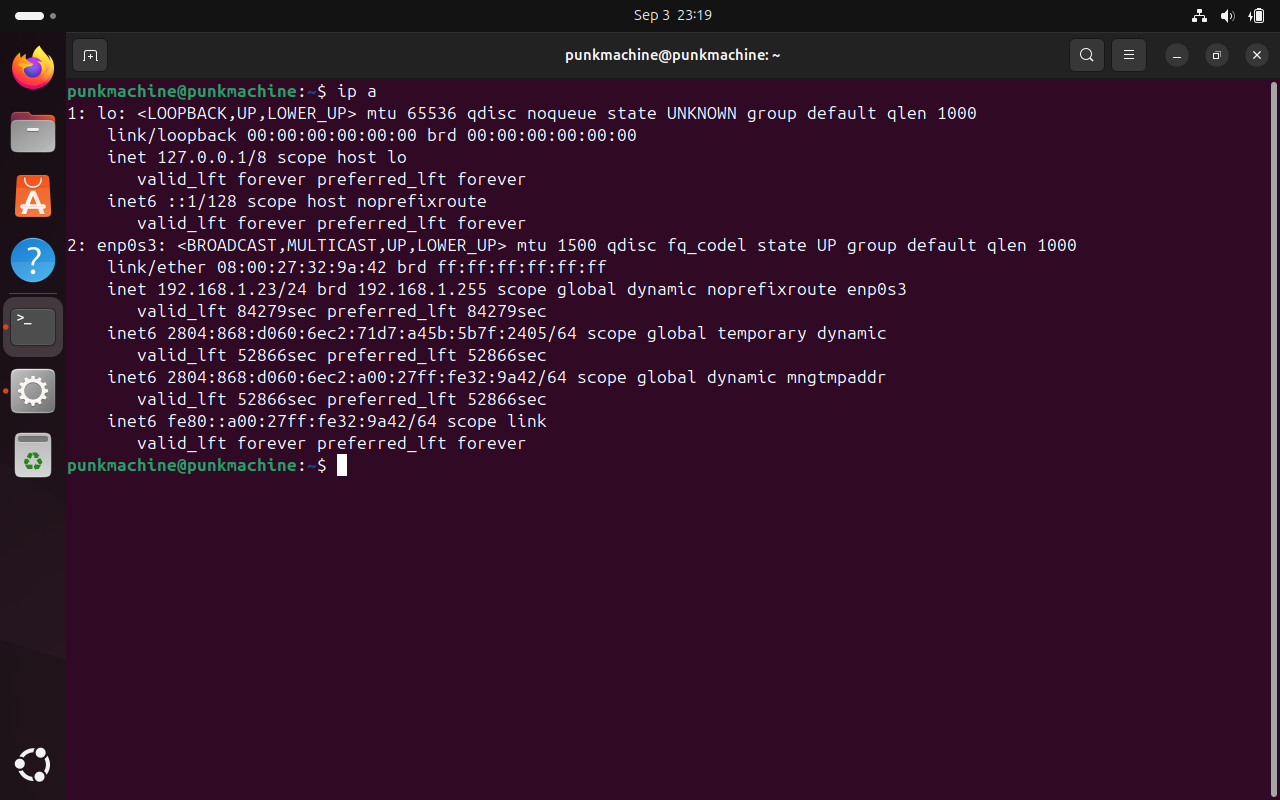 Sep 3 23:19
punkmachine@punkmachine: ~
punkmachine@punkmachine:~$ ip a
1: lo: <LOOPBACK,UP,LOWER_UP> mtu 65536 qdisc noqueue state UNKNOWN group default qlen 1000
    link/loopback 00:00:00:00:00:00 brd 00:00:00:00:00:00
    inet 127.0.0.1/8 scope host lo
       valid_lft forever preferred_lft forever
    inet6 ::1/128 scope host noprefixroute
       valid_lft forever preferred_lft forever
2: enp0s3: <BROADCAST,MULTICAST,UP,LOWER_UP> mtu 1500 qdisc fq_codel state UP group default qlen 1000
    link/ether 08:00:27:32:9a:42 brd ff:ff:ff:ff:ff:ff
    inet 192.168.1.23/24 brd 192.168.1.255 scope global dynamic noprefixroute enp0s3
       valid_lft 84279sec preferred_lft 84279sec
    inet6 2804:868:d060:6ec2:71d7:a45b:5b7f:2405/64 scope global temporary dynamic
       valid_lft 52866sec preferred_lft 52866sec
    inet6 2804:868:d060:6ec2:a00:27ff:fe32:9a42/64 scope global dynamic mngtmpaddr
       valid_lft 52866sec preferred_lft 52866sec
    inet6 fe80::a00:27ff:fe32:9a42/64 scope link
       valid_lft forever preferred_lft forever
punkmachine@punkmachine:~$